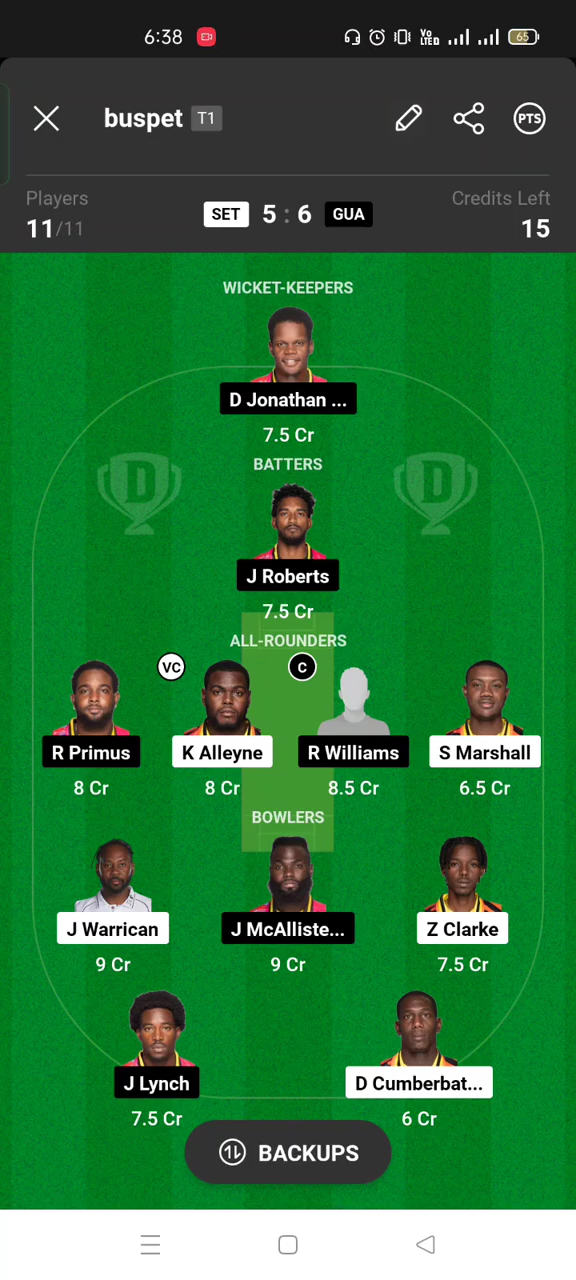 6:38
VoLTED
65
buspet T1
PTS
Players
Credits Left
11/11
SET 5 : 6 GUA
15
WICKET-KEEPERS
D Jonathan ...
7.5 Cr
BATTERS
D D
J Roberts
7.5 Cr
ALL-ROUNDERS
VC C
R Primus K Alleyne R Williams S Marshall
8 Cr 8 Cr 8.5 Cr 6.5 Cr
BOWLERS
J Warrican J McAlliste... Z Clarke
9 Cr 9 Cr 7.5 Cr
J Lynch D Cumberbat...
7.5 Cr 6 Cr
BACKUPS